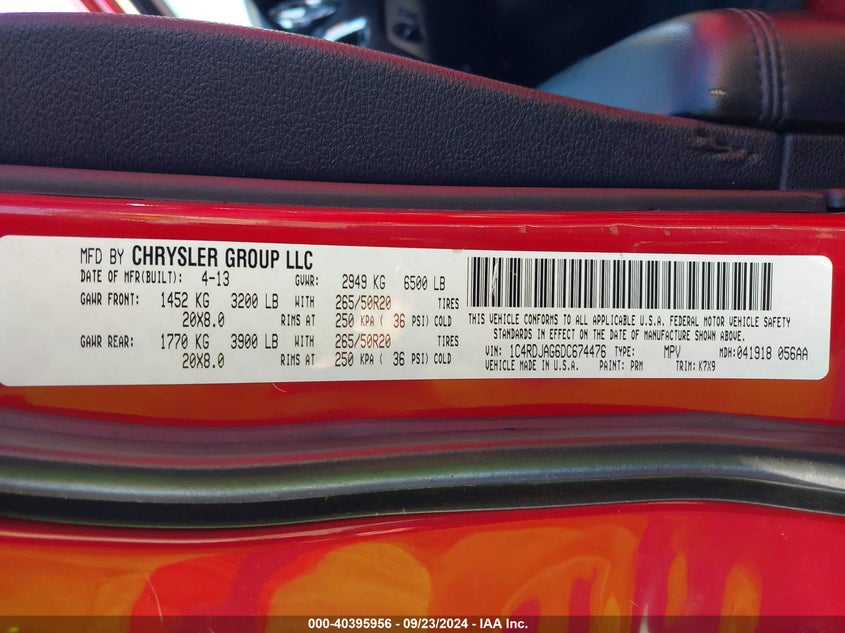 MFD BY CHRYSLER GROUP LLC
DATE OF MFR(BUILT): 4-13 GVWR: 2949 KG 6500 LB
GAWR FRONT: 1452 KG 3200 LB WITH 265/50R20 TIRES
20X8.0 RIMS AT 250 KPA ( 36 PSI) COLD
GAWR REAR: 1770 KG 3900 LB WITH 265/50R20 TIRES
20X8.0 RIMS AT 250 KPA ( 36 PSI) COLD
THIS VEHICLE CONFORMS TO ALL APPLICABLE U.S.A. FEDERAL MOTOR VEHICLE SAFETY
STANDARDS IN EFFECT ON THE DATE OF MANUFACTURE SHOWN ABOVE.
VIN: 1C4RDJAG6DC674476 TYPE: MPV MDH: 041918 056AA
VEHICLE MADE IN U.S.A. PAINT: PRM TRIM: K7X9
000-40395956 - 09/23/2024 - IAA Inc.